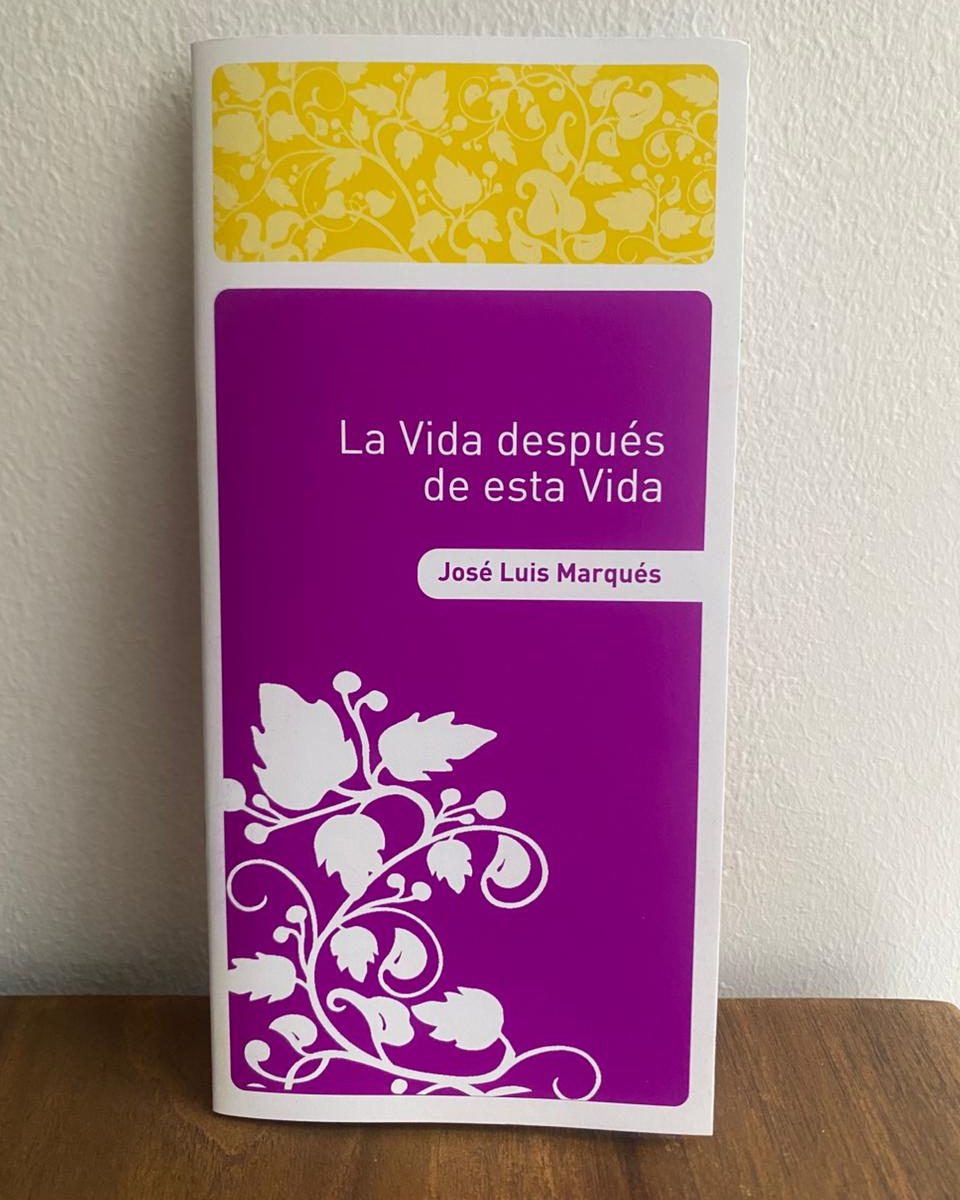 La Vida después
de esta Vida
José Luis Marqués